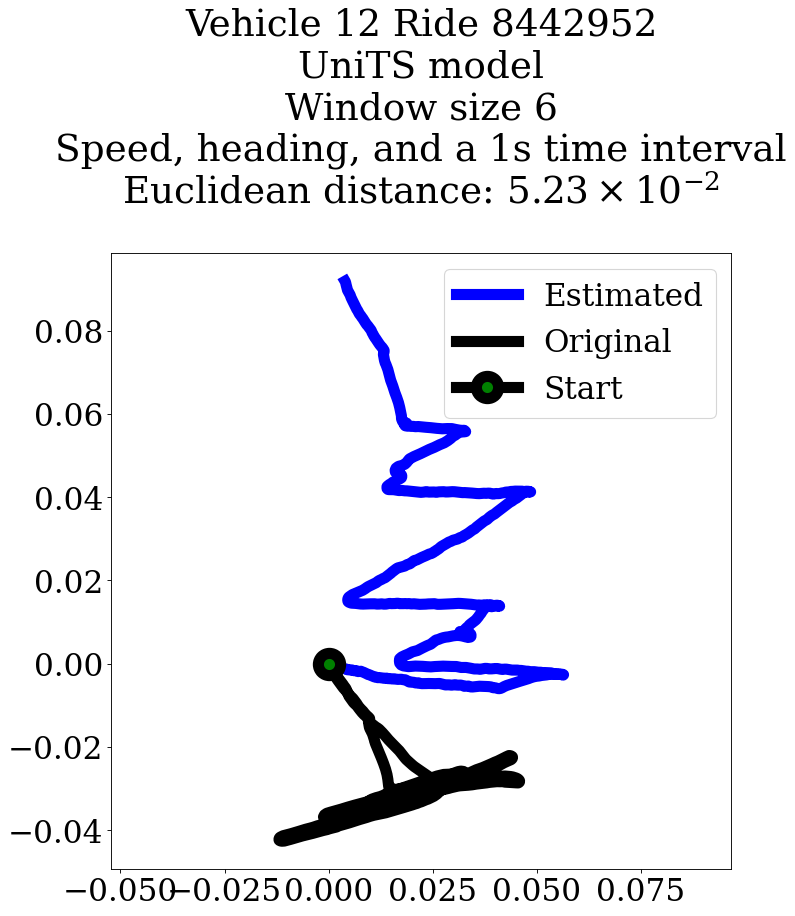 Vehicle 12 Ride 8442952
UniTS model
Window size 6
Speed, heading, and a 1s time interval
Euclidean distance: 5.23 × 10⁻²
Estimated
Original
Start
0.08
0.06
0.04
0.02
0.00
−0.02
−0.04
−0.050 −0.025 0.000 0.025 0.050 0.075